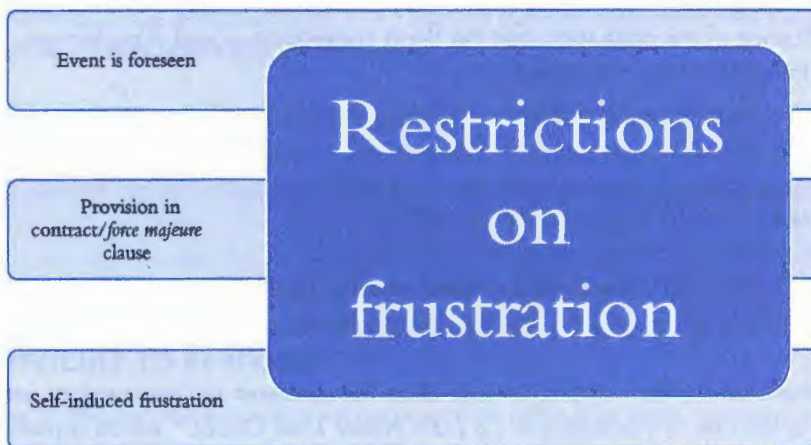 Event is foreseen
Provision in
contract/force majeure
clause
Self-induced frustration
Restrictions
on
frustration